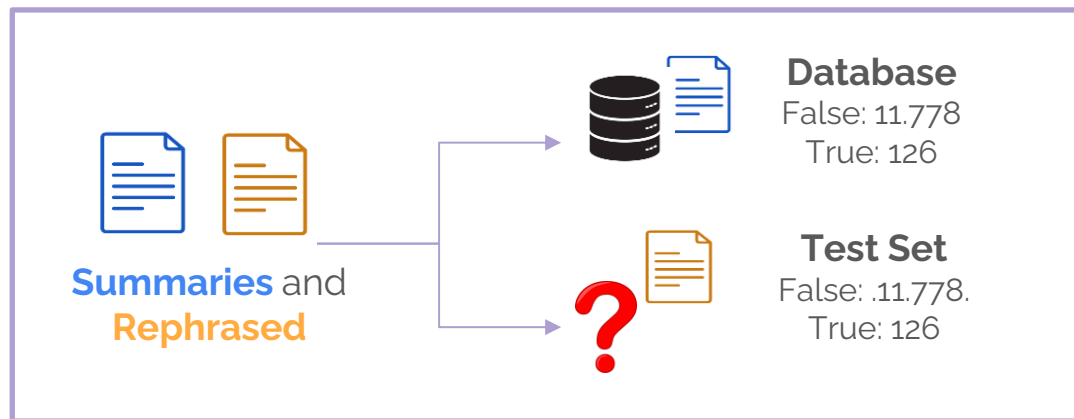 Summaries and
Rephrased
Database
False: 11.778
True: 126
Test Set
False: .11.778.
True: 126